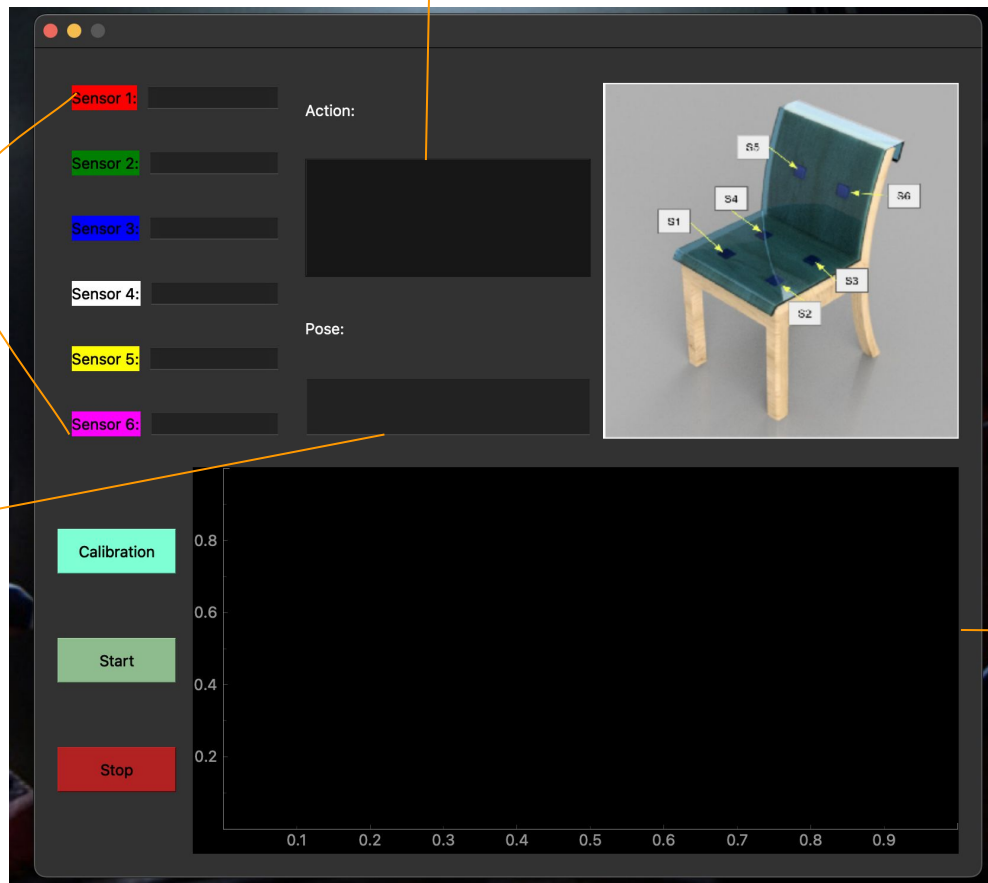 Sensor 1:
Sensor 2:
Sensor 3:
Sensor 4:
Sensor 5:
Sensor 6:
Action:
Pose:
S5
S6
S4
S1
S3
S2
Calibration
Start
Stop
0.8
0.6
0.4
0.2
0.1 0.2 0.3 0.4 0.5 0.6 0.7 0.8 0.9